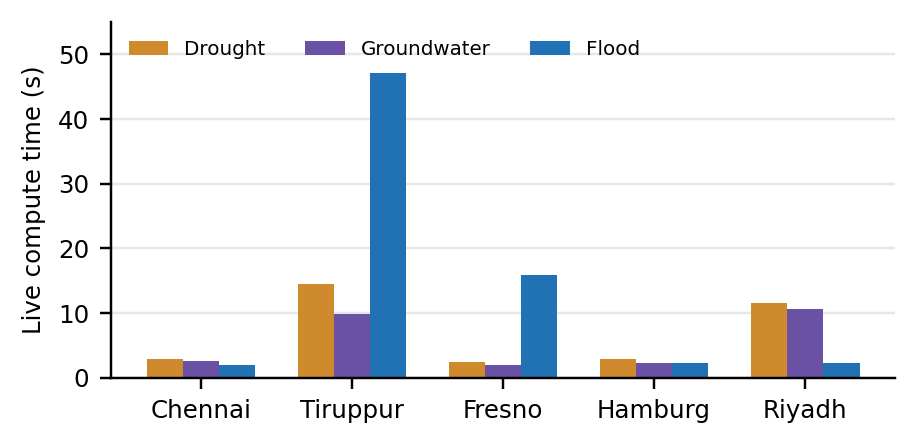 Drought Groundwater Flood
Live compute time (s)
50
40
30
20
10
0
Chennai Tiruppur Fresno Hamburg Riyadh